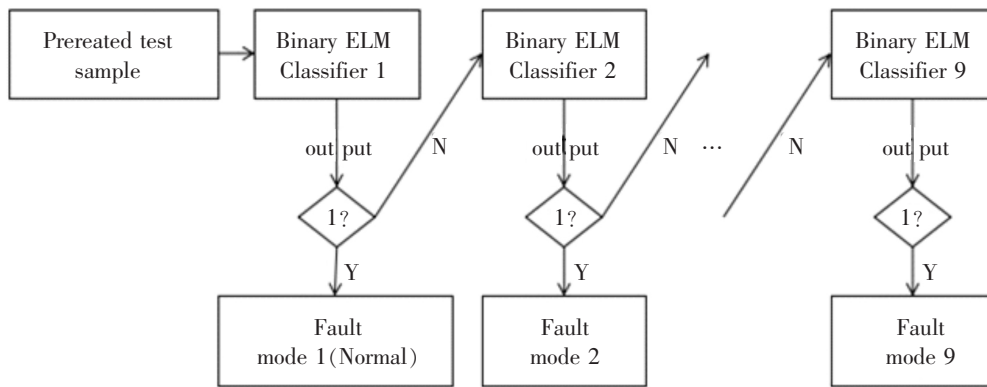 Prereated test
sample
Binary ELM
Classifier 1
Binary ELM
Classifier 2
Binary ELM
Classifier 9
out put
N
out put
N
…
N
out put
1?
1?
1?
Y
Y
Y
Fault
mode 1(Normal)
Fault
mode 2
Fault
mode 9